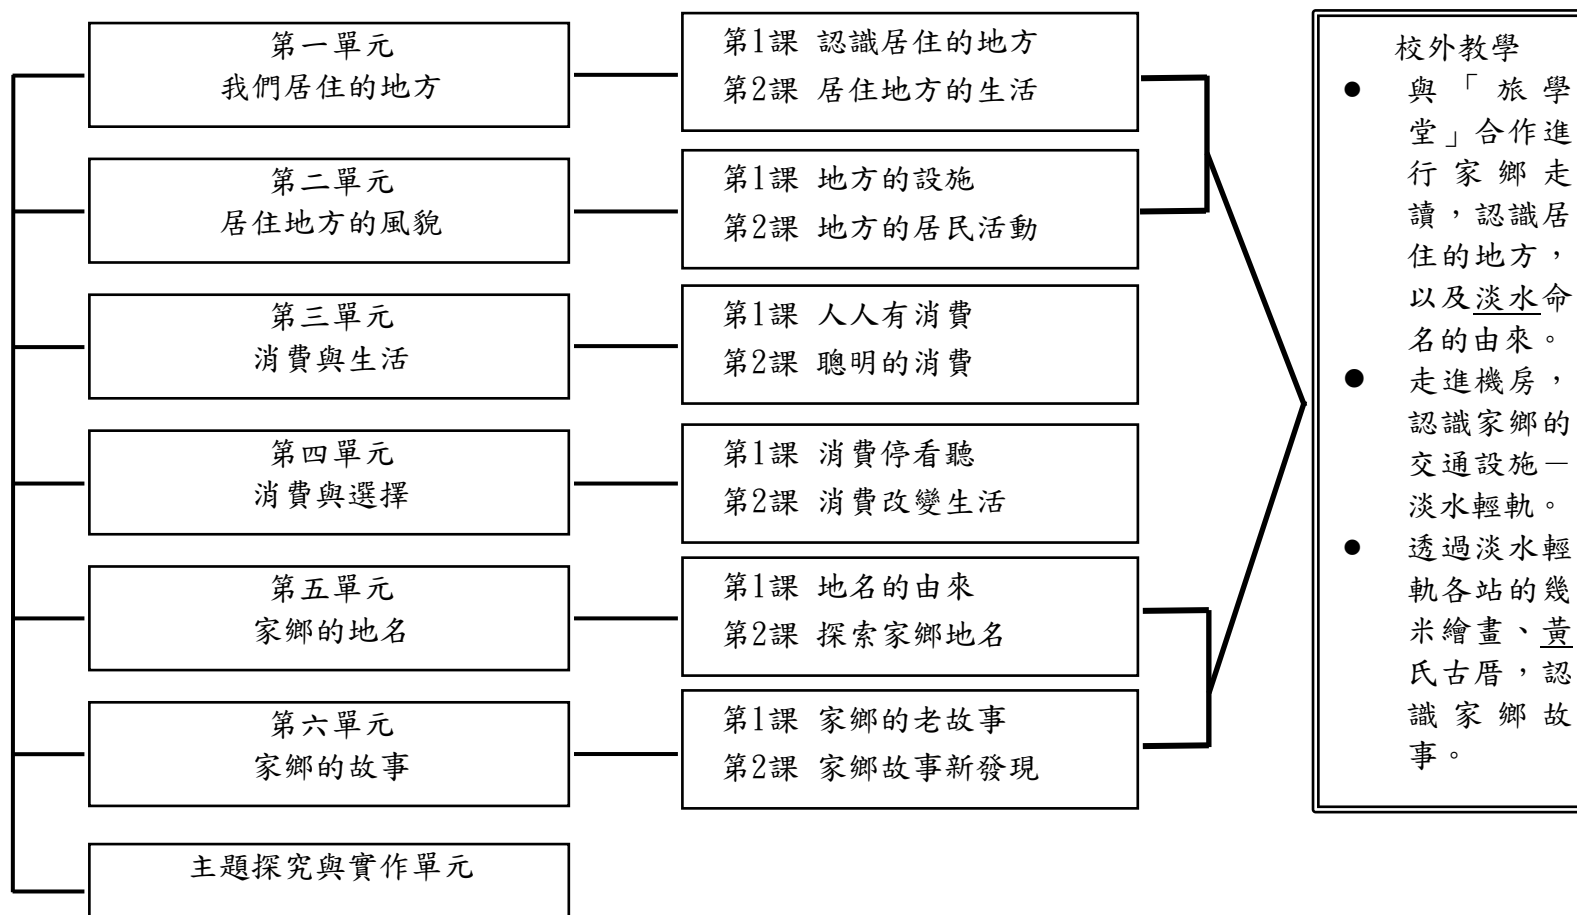 第一單元
我們居住的地方
第1課 認識居住的地方
第2課 居住地方的生活
第二單元
居住地方的風貌
第1課 地方的設施
第2課 地方的居民活動
第三單元
消費與生活
第1課 人人有消費
第2課 聰明的消費
第四單元
消費與選擇
第1課 消費停看聽
第2課 消費改變生活
第五單元
家鄉的地名
第1課 地名的由來
第2課 探索家鄉地名
第六單元
家鄉的故事
第1課 家鄉的老故事
第2課 家鄉故事新發現
主題探究與實作單元
校外教學
● 與「旅學
堂」合作進
行家鄉走
讀，認識居
住的地方，
以及淡水命
名的由來。
● 走進機房，
認識家鄉的
交通設施－
淡水輕軌。
● 透過淡水輕
軌各站的幾
米繪畫、黃
氏古厝，認
識家鄉故
事。